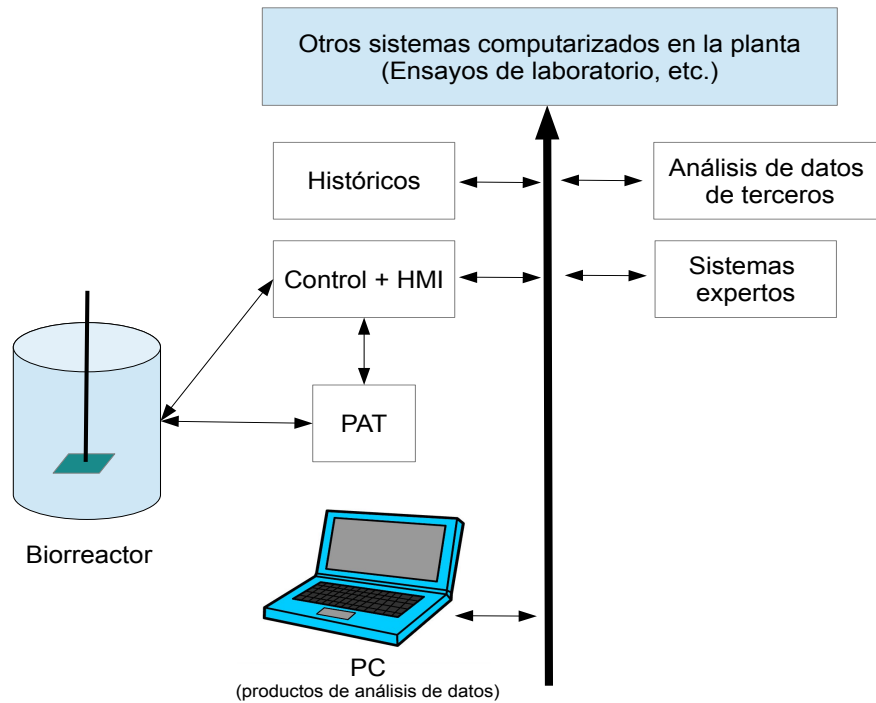 Otros sistemas computarizados en la planta
(Ensayos de laboratorio, etc.)
Históricos
Análisis de datos
de terceros
Control + HMI
Sistemas
expertos
PAT
Biorreactor
PC
(productos de análisis de datos)